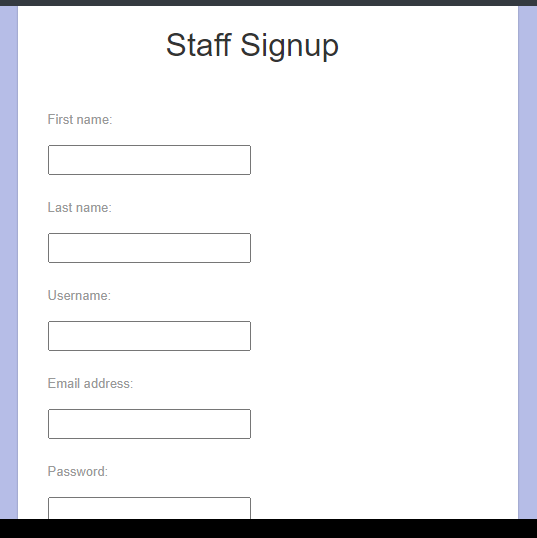 Staff Signup
First name:
Last name:
Username:
Email address:
Password: